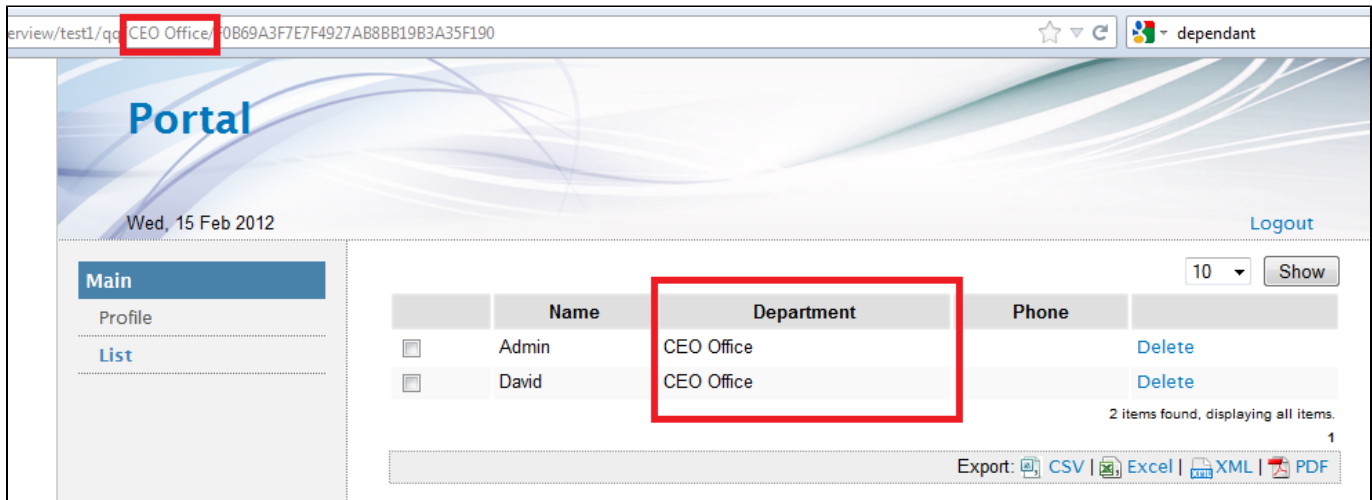 erview/test1/qq/CEO Office/F0B69A3F7E7F4927AB8BB19B3A35F190 dependant
Portal
Wed, 15 Feb 2012 Logout
Main
Profile
List
10 Show
Name Department Phone
Admin CEO Office Delete
David CEO Office Delete
2 items found, displaying all items.
1
Export: CSV | Excel | XML | PDF